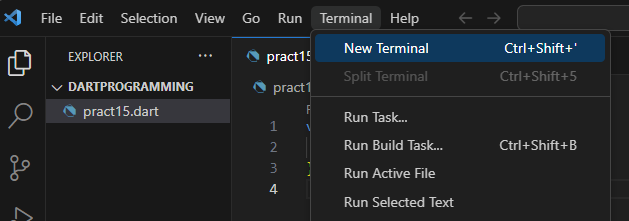 File Edit Selection View Go Run Terminal Help
EXPLORER
DARTPROGRAMMING
pract15.dart
pract15
pract1
1
2
3
4
New Terminal Ctrl+Shift+'
Split Terminal Ctrl+Shift+5
Run Task...
Run Build Task... Ctrl+Shift+B
Run Active File
Run Selected Text